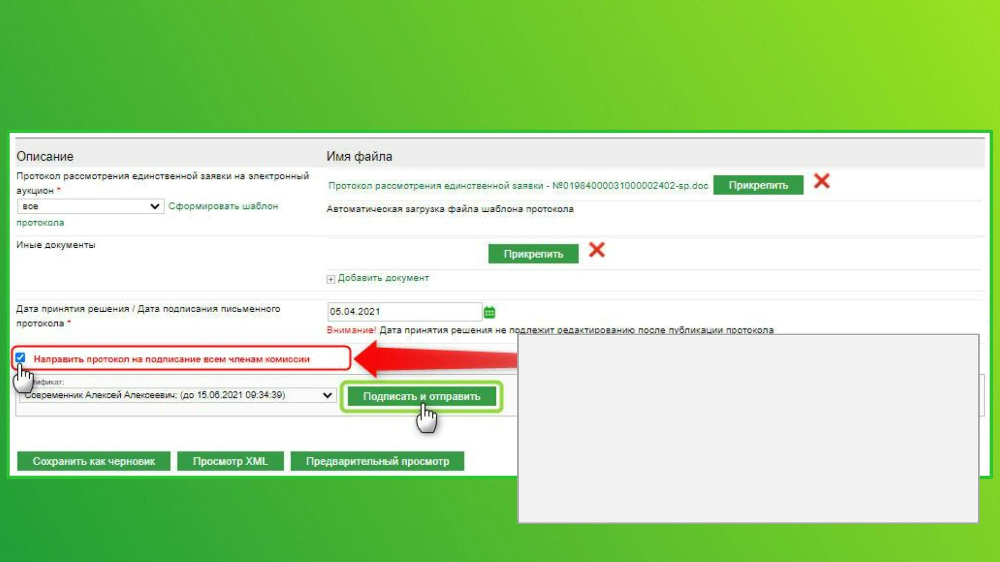 Описание
Имя файла
Протокол рассмотрения единственной заявки на электронный
аукцион *
все
Сформировать шаблон
протокола
Протокол рассмотрения единственной заявки - №01984000031000002402-sp.doc
Прикрепить
Автоматическая загрузка файла шаблона протокола
Иные документы
Прикрепить
Добавить документ
Дата принятия решения / Дата подписания письменного
протокола *
05.04.2021
Внимание! Дата принятия решения не подлежит редактированию после публикации протокола
Направить протокол на подписание всем членам комиссии
Современник Алексей Алексеевич; (до 15.06.2021 09:34:39)
Подписать и отправить
Сохранить как черновик
Просмотр XML
Предварительный просмотр